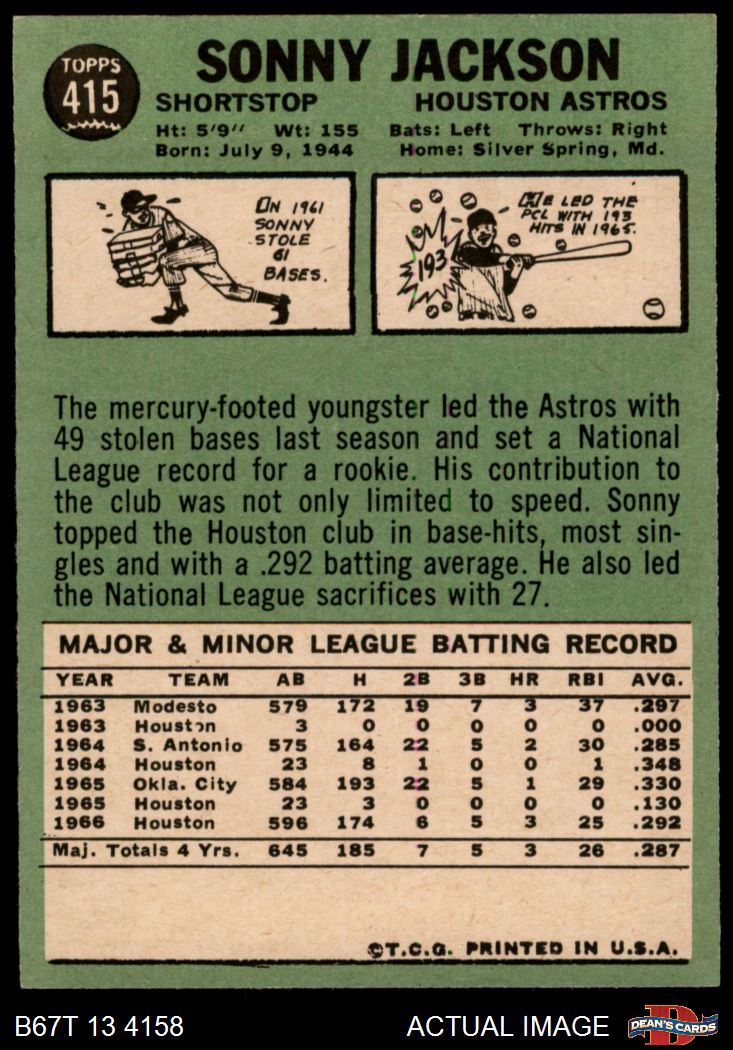 TOPPS
415
SONNY JACKSON
SHORTSTOP HOUSTON ASTROS
Ht: 5'9" Wt: 155 Bats: Left Throws: Right
Born: July 9, 1944 Home: Silver Spring, Md.
ON 1961
SONNY
STOLE
61
BASES.
HE LED THE
PCL WITH 193
HITS IN 1965.
193
The mercury-footed youngster led the Astros with
49 stolen bases last season and set a National
League record for a rookie. His contribution to
the club was not only limited to speed. Sonny
topped the Houston club in base-hits, most sin-
gles and with a .292 batting average. He also led
the National League sacrifices with 27.
MAJOR & MINOR LEAGUE BATTING RECORD
YEAR TEAM AB H 2B 3B HR RBI AVG.
1963 Modesto 579 172 19 7 3 37 .297
1963 Houston 3 0 0 0 0 0 .000
1964 S. Antonio 575 164 22 5 2 30 .285
1964 Houston 23 8 1 0 0 1 .348
1965 Okla. City 584 193 22 5 1 29 .330
1965 Houston 23 3 0 0 0 0 .130
1966 Houston 596 174 6 5 3 25 .292
Maj. Totals 4 Yrs. 645 185 7 5 3 26 .287
©T.C.G. PRINTED IN U.S.A.
B67T 13 4158 ACTUAL IMAGE
D
DEAN'S CARDS